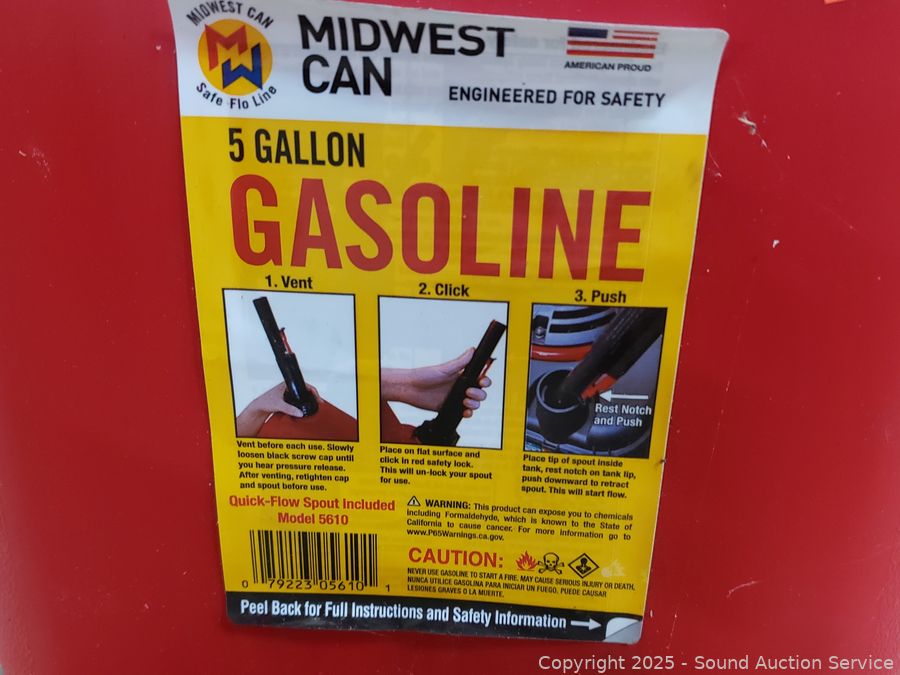 MIDWEST CAN
Safe-Flo Line
MIDWEST
CAN
AMERICAN PROUD
ENGINEERED FOR SAFETY
5 GALLON
GASOLINE
1. Vent
2. Click
3. Push
Rest Notch
and Push
Vent before each use. Slowly
loosen black screw cap until
you hear pressure release.
After venting, retighten cap
and spout before use.
Place on flat surface and
click in red safety lock.
This will un-lock your spout
for use.
Place tip of spout inside
tank, rest notch on tank lip,
push downward to retract
spout. This will start flow.
Quick-Flow Spout Included
Model 5610
WARNING: This product can expose you to chemicals
including Formaldehyde, which is known to the State of
California to cause cancer. For more information go to
www.P65Warnings.ca.gov.
CAUTION:
NEVER USE GASOLINE TO START A FIRE. MAY CAUSE SERIOUS INJURY OR DEATH.
NUNCA UTILICE GASOLINA PARA INICIAR UN FUEGO. PUEDE CAUSAR
LESIONES GRAVES O LA MUERTE.
0 79223 05610 1
Peel Back for Full Instructions and Safety Information
Copyright 2025 - Sound Auction Service